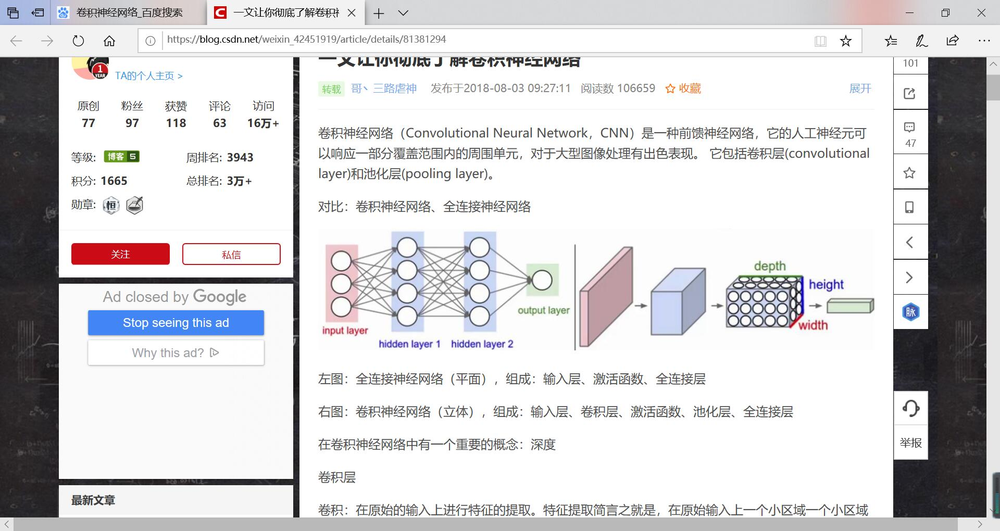 卷积神经网络_百度搜索
一文让你彻底了解卷积神
https://blog.csdn.net/weixin_42451919/article/details/81381294
1
YEAR
TA的个人主页 >
原创 粉丝 获赞 评论 访问
77 97 118 63 16万+
等级: 博客 5 周排名: 3943
积分: 1665 总排名: 3万+
勋章: 恒
关注 私信
Ad closed by Google
Stop seeing this ad
Why this ad?
最新文章
一文让你彻底了解卷积神经网络
转载 哥丶三路虐神 发布于2018-08-03 09:27:11 阅读数 106659 收藏 展开
卷积神经网络（Convolutional Neural Network，CNN）是一种前馈神经网络，它的人工神经元可
以响应一部分覆盖范围内的周围单元，对于大型图像处理有出色表现。 它包括卷积层(convolutional
layer)和池化层(pooling layer)。
对比：卷积神经网络、全连接神经网络
input layer
hidden layer 1 hidden layer 2
output layer
depth
height
width
左图：全连接神经网络（平面），组成：输入层、激活函数、全连接层
右图：卷积神经网络（立体），组成：输入层、卷积层、激活函数、池化层、全连接层
在卷积神经网络中有一个重要的概念：深度
卷积层
卷积：在原始的输入上进行特征的提取。特征提取简言之就是，在原始输入上一个小区域一个小区域
101
47
脉
举报